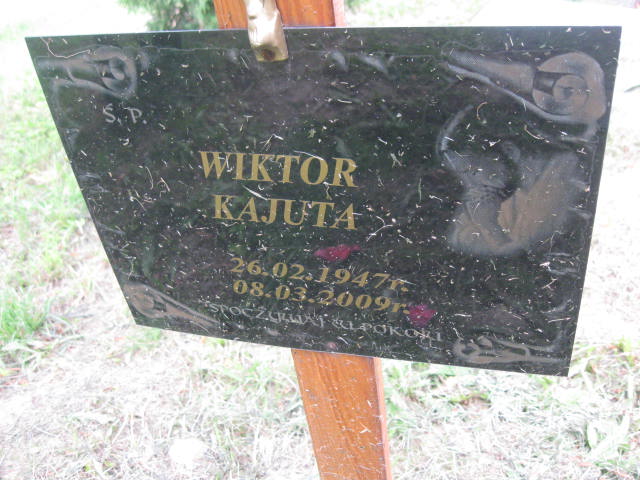 Ś. P.
WIKTOR
KAJUTA
26.02.1947r.
08.03.2009r.
SPOCZYWAJ W POKOJU